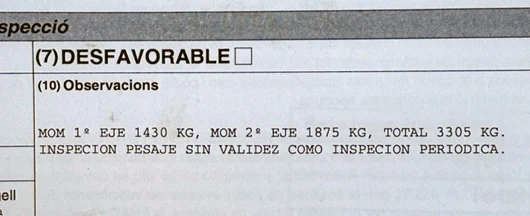 specció
(7) DESFAVORABLE
(10) Observacions
MOM 1º EJE 1430 KG, MOM 2º EJE 1875 KG, TOTAL 3305 KG.
INSPECION PESAJE SIN VALIDEZ COMO INSPECION PERIODICA.
ell